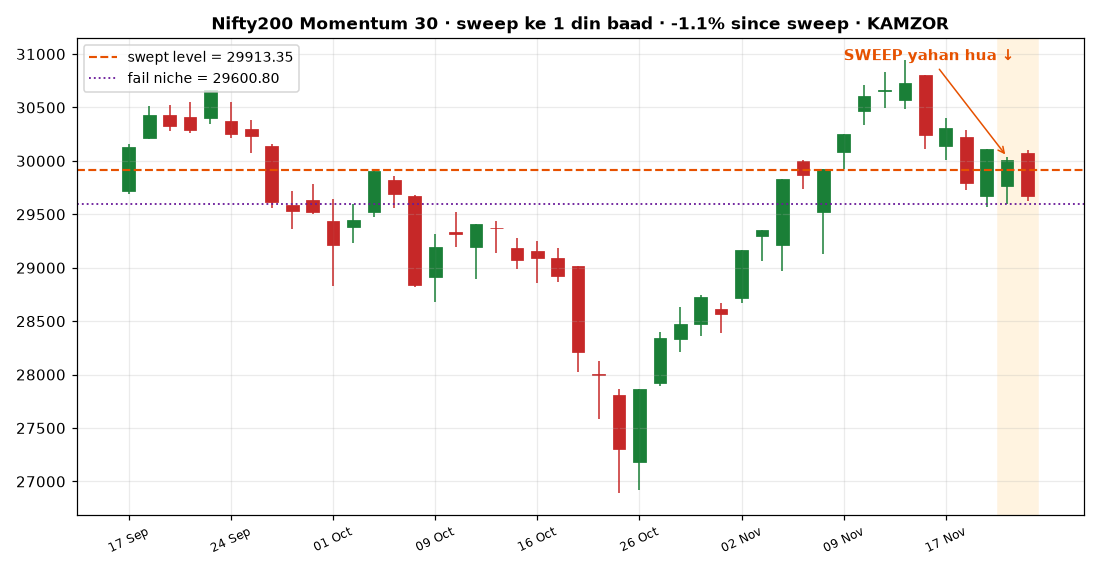 Nifty200 Momentum 30 · sweep ke 1 din baad · -1.1% since sweep · KAMZOR
swept level = 29913.35
fail niche = 29600.80
SWEEP yahan hua ↓
31000
30500
30000
29500
29000
28500
28000
27500
27000
17 Sep
24 Sep
01 Oct
09 Oct
16 Oct
26 Oct
02 Nov
09 Nov
17 Nov